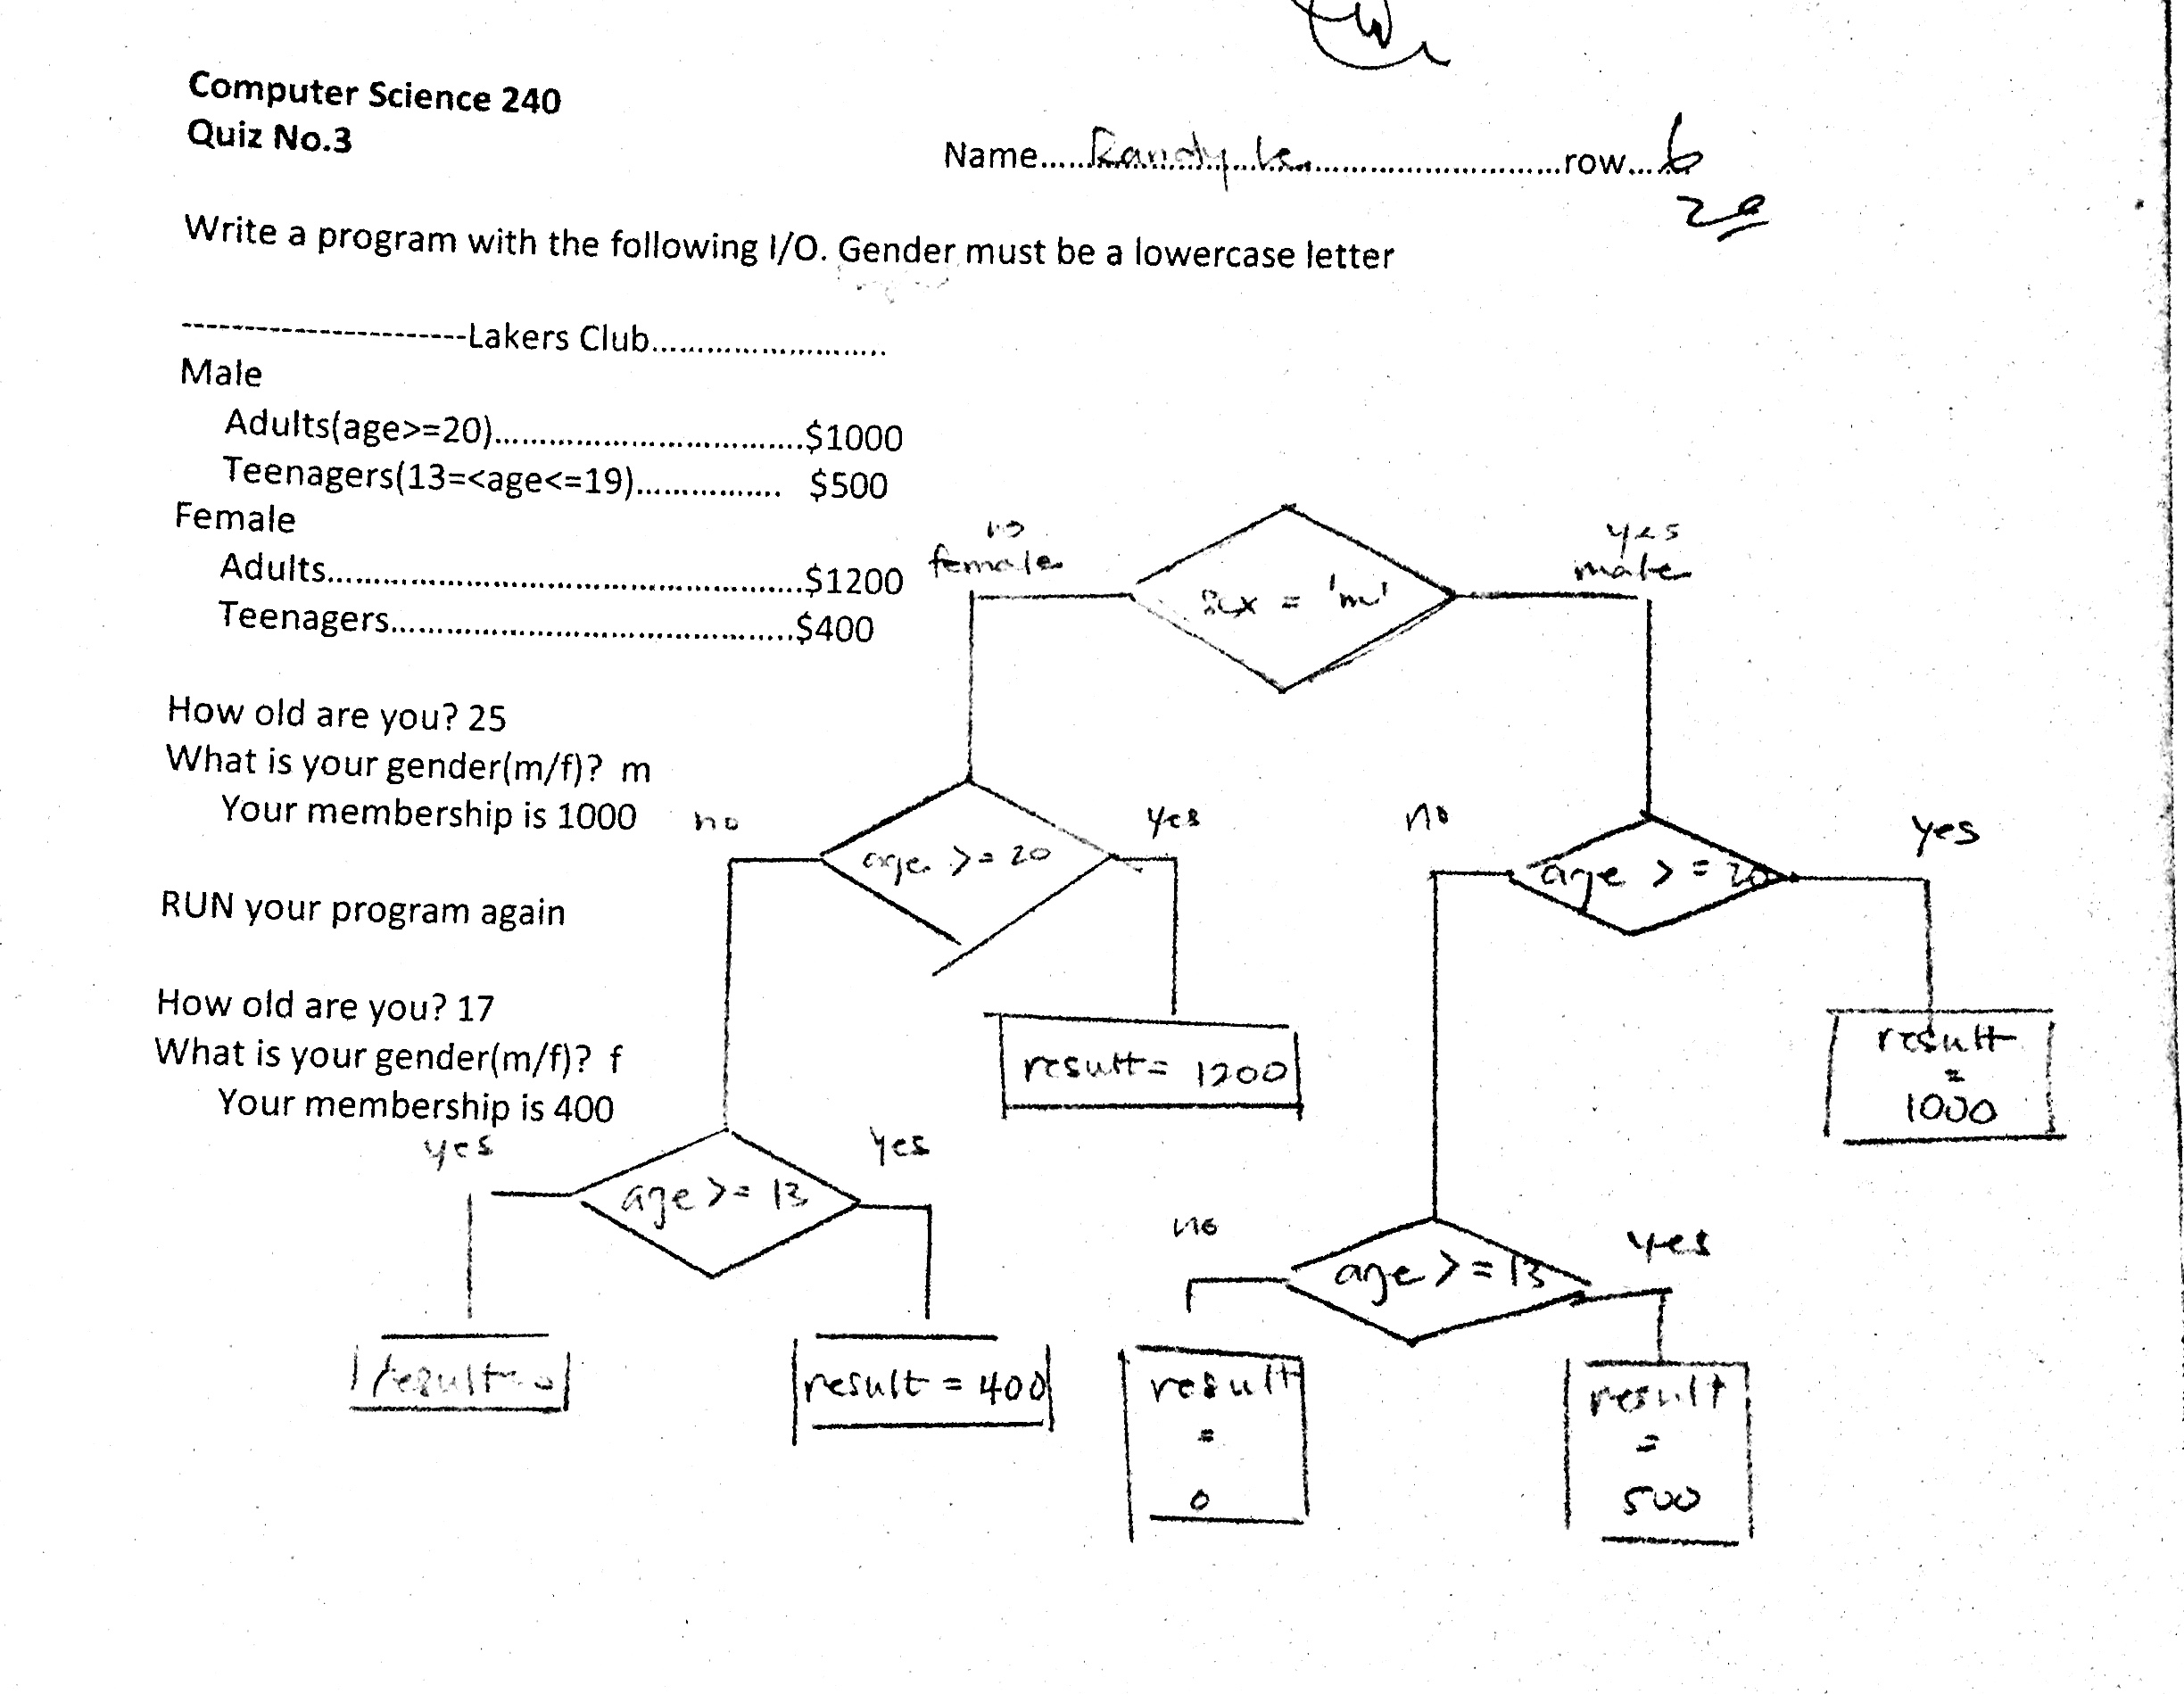 Computer Science 240
Quiz No.3
Name......Randy Le.......................................row...... 6
Write a program with the following I/O. Gender must be a lowercase letter
------------------------Lakers Club..........................
Male
Adults(age>=20)..................................$1000
Teenagers(13=<age<=19)................ $500
Female
Adults....................................................$1200
Teenagers............................................$400
no
female
sex = 'm'
yes
male
How old are you? 25
What is your gender(m/f)? m
Your membership is 1000
no
age >= 20
yes
no
age >= 20
yes
RUN your program again
How old are you? 17
What is your gender(m/f)? f
Your membership is 400
result = 1200
result
=
1000
yes
age >= 13
yes
no
age >= 13
yes
result = 0
result = 400
result
=
0
result
=
500